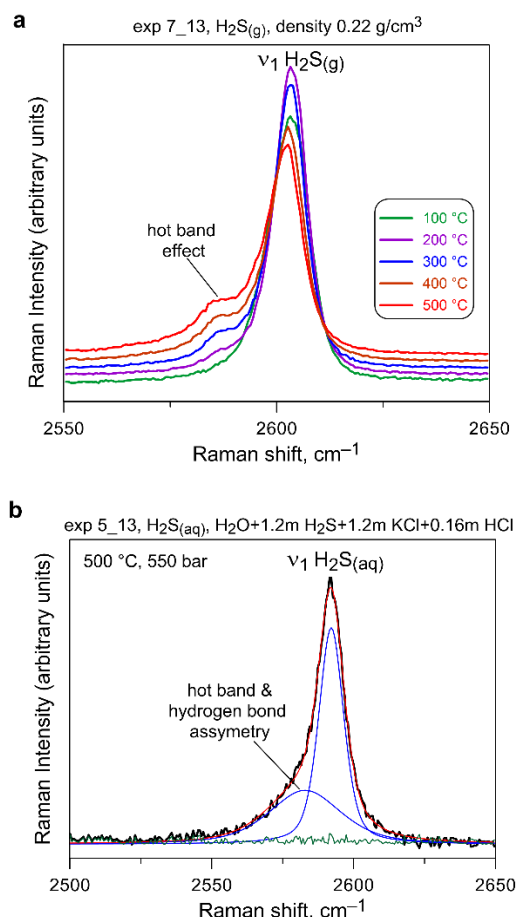 a
exp 7_13, H₂S(g), density 0.22 g/cm³
ν₁ H₂S(g)
Raman Intensity (arbitrary units)
hot band
effect
100 °C
200 °C
300 °C
400 °C
500 °C
2550 2600 2650
Raman shift, cm⁻¹
b
exp 5_13, H₂S(aq), H₂O+1.2m H₂S+1.2m KCl+0.16m HCl
500 °C, 550 bar
ν₁ H₂S(aq)
Raman Intensity (arbitrary units)
hot band &
hydrogen bond
assymetry
2500 2550 2600 2650
Raman shift, cm⁻¹